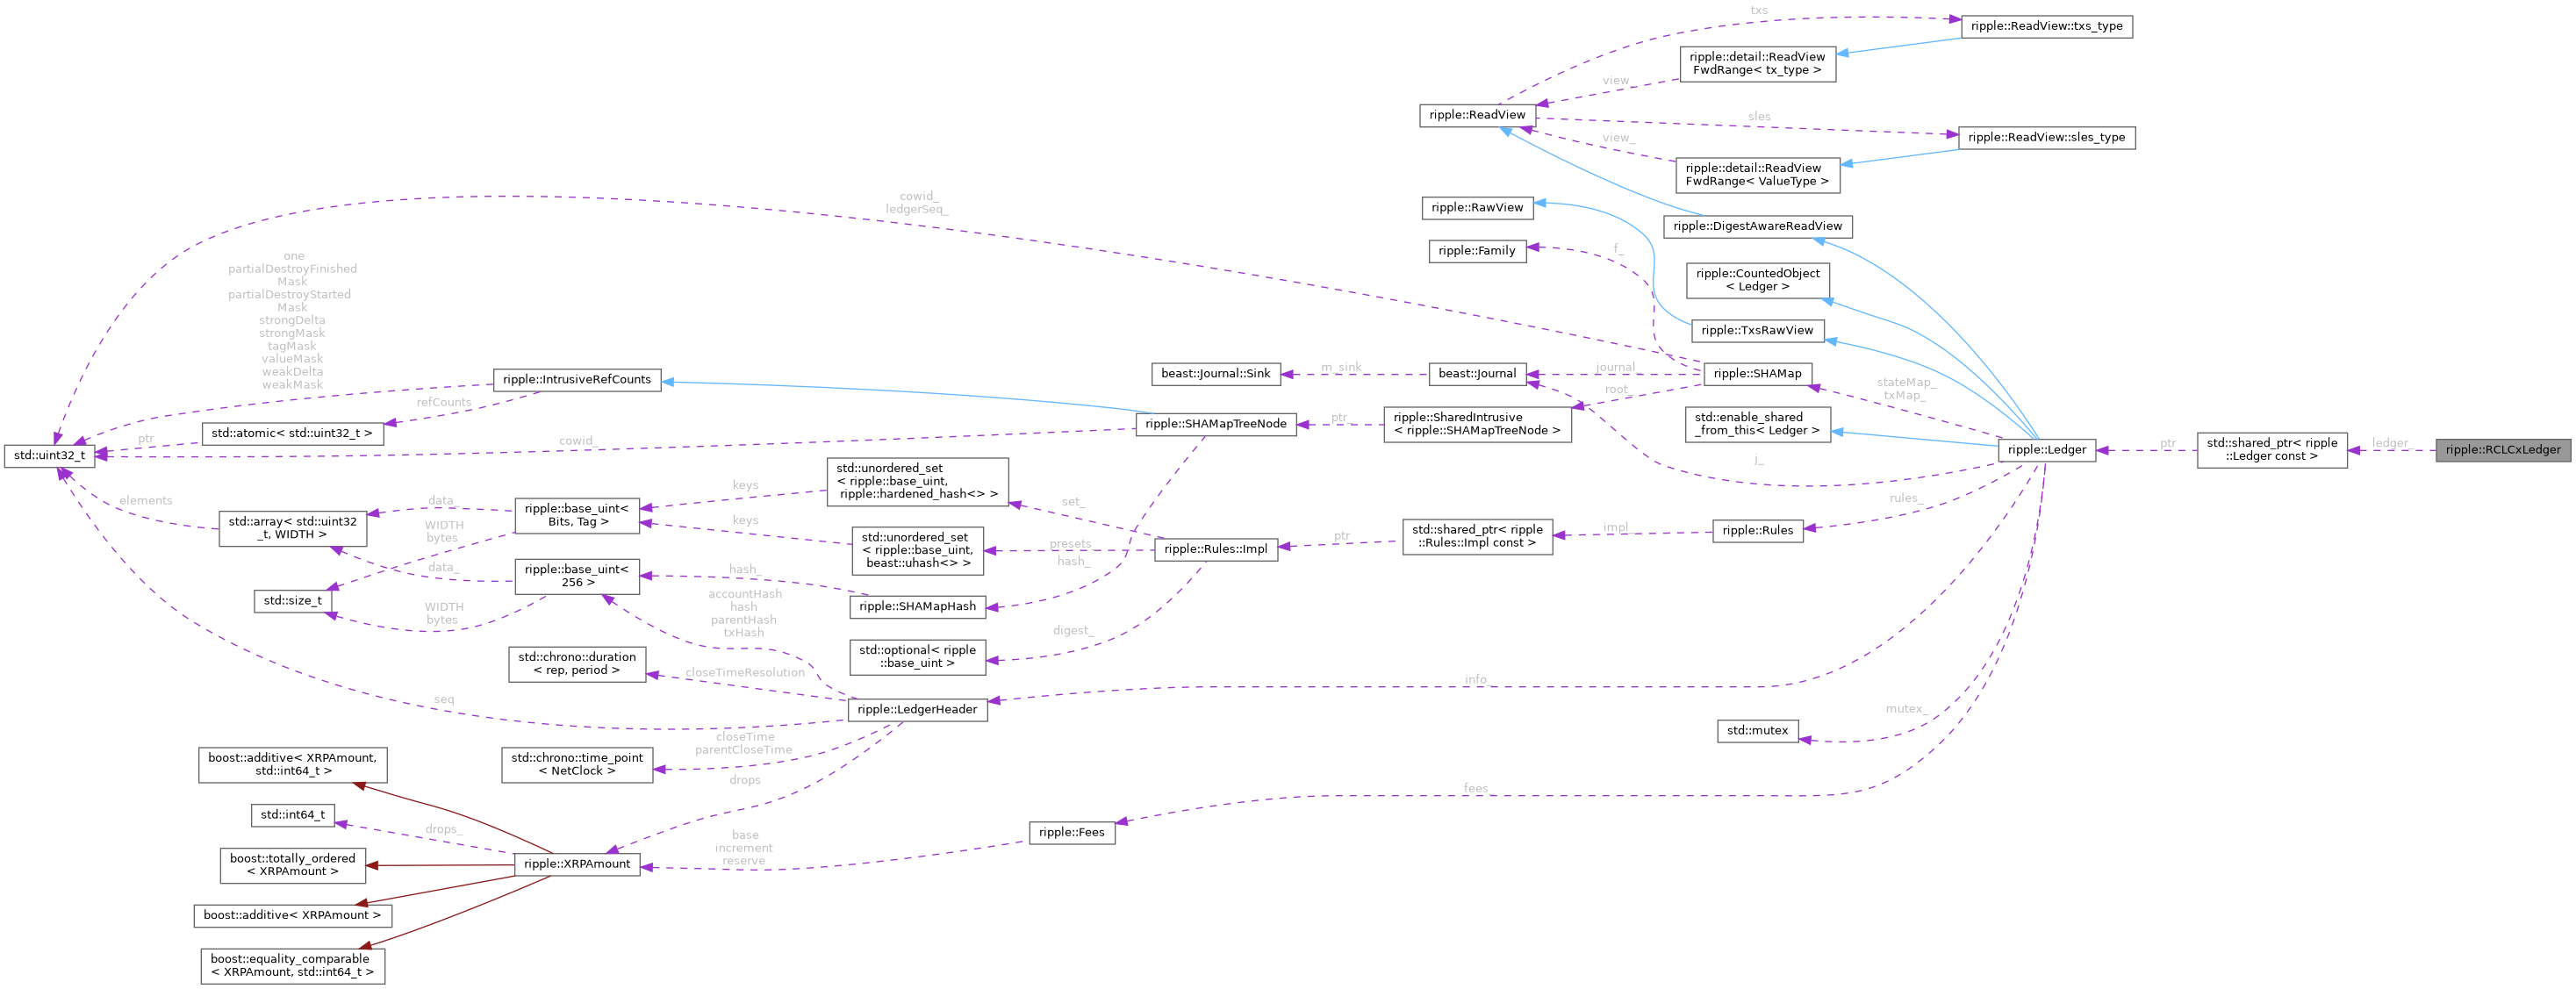 txs
ripple::ReadView::txs_type
ripple::detail::ReadView
FwdRange< tx_type >
view_
ripple::ReadView
sles
ripple::ReadView::sles_type
view_
ripple::detail::ReadView
FwdRange< ValueType >
cowid_
ledgerSeq_
ripple::RawView
ripple::DigestAwareReadView
ripple::Family
f_
one
partialDestroyFinished
Mask
partialDestroyStarted
Mask
strongDelta
strongMask
tagMask
valueMask
weakDelta
weakMask
ripple::CountedObject
< Ledger >
ripple::TxsRawView
ripple::IntrusiveRefCounts
refCounts
beast::Journal::Sink
m_sink
beast::Journal
journal_
ripple::SHAMap
root_
stateMap_
txMap_
std::atomic< std::uint32_t >
ptr
std::uint32_t
cowid_
ripple::SHAMapTreeNode
ptr_
ripple::SharedIntrusive
< ripple::SHAMapTreeNode >
std::enable_shared
_from_this< Ledger >
j_
ripple::Ledger
ptr
std::shared_ptr< ripple
::Ledger const >
ledger_
ripple::RCLCxLedger
elements
std::array< std::uint32
_t, WIDTH >
data_
WIDTH
bytes
ripple::base_uint<
Bits, Tag >
keys
std::unordered_set
< ripple::base_uint,
ripple::hardened_hash<> >
set_
keys
std::unordered_set
< ripple::base_uint,
beast::uhash<> >
presets_
hash_
ripple::Rules::Impl
ptr
std::shared_ptr< ripple
::Rules::Impl const >
impl_
ripple::Rules
rules_
std::size_t
data_
WIDTH
bytes
ripple::base_uint<
256 >
hash_
accountHash
hash
parentHash
txHash
ripple::SHAMapHash
digest_
std::optional< ripple
::base_uint >
std::chrono::duration
< rep, period >
closeTimeResolution
seq
ripple::LedgerHeader
info_
mutex_
std::mutex
closeTime
parentCloseTime
std::chrono::time_point
< NetClock >
drops
boost::additive< XRPAmount,
std::int64_t >
std::int64_t
drops_
boost::totally_ordered
< XRPAmount >
ripple::XRPAmount
base
increment
reserve
ripple::Fees
fees_
boost::additive< XRPAmount >
boost::equality_comparable
< XRPAmount, std::int64_t >